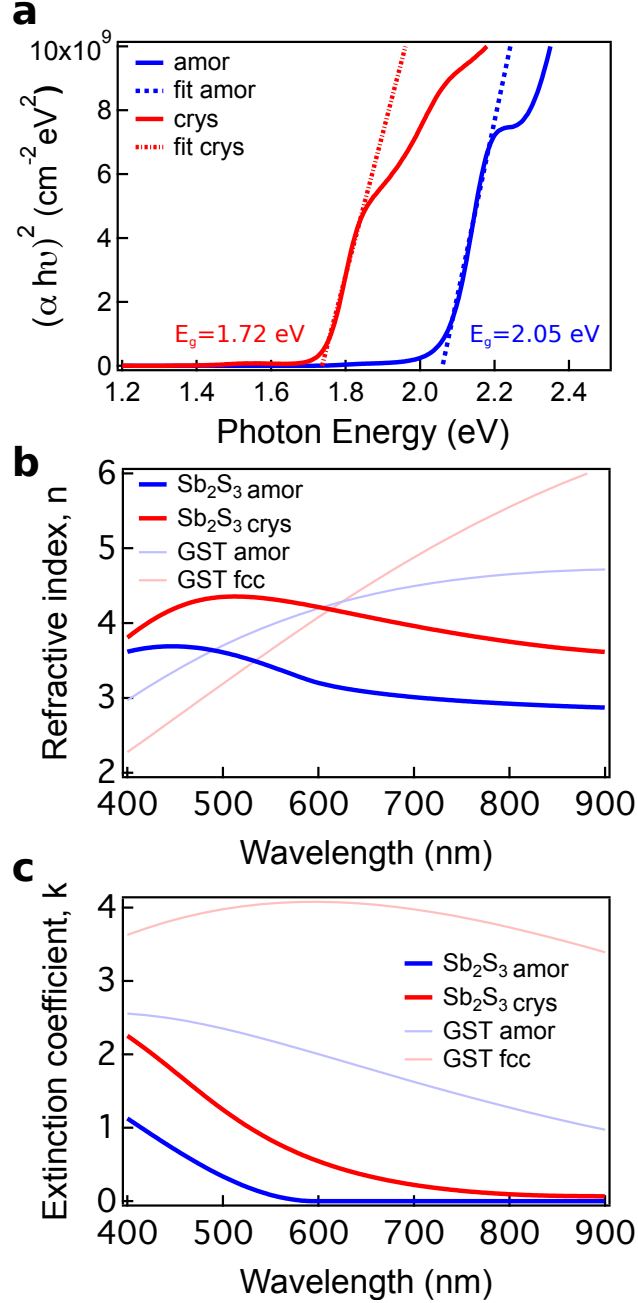 a
10x10⁹
8
6
4
2
0
(α hυ)² (cm⁻² eV²)
amor
fit amor
crys
fit crys
E_g=1.72 eV
E_g=2.05 eV
1.2 1.4 1.6 1.8 2.0 2.2 2.4
Photon Energy (eV)
b
6
5
4
3
2
Refractive index, n
Sb₂S₃ amor
Sb₂S₃ crys
GST amor
GST fcc
400 500 600 700 800 900
Wavelength (nm)
c
4
3
2
1
0
Extinction coefficient, k
Sb₂S₃ amor
Sb₂S₃ crys
GST amor
GST fcc
400 500 600 700 800 900
Wavelength (nm)